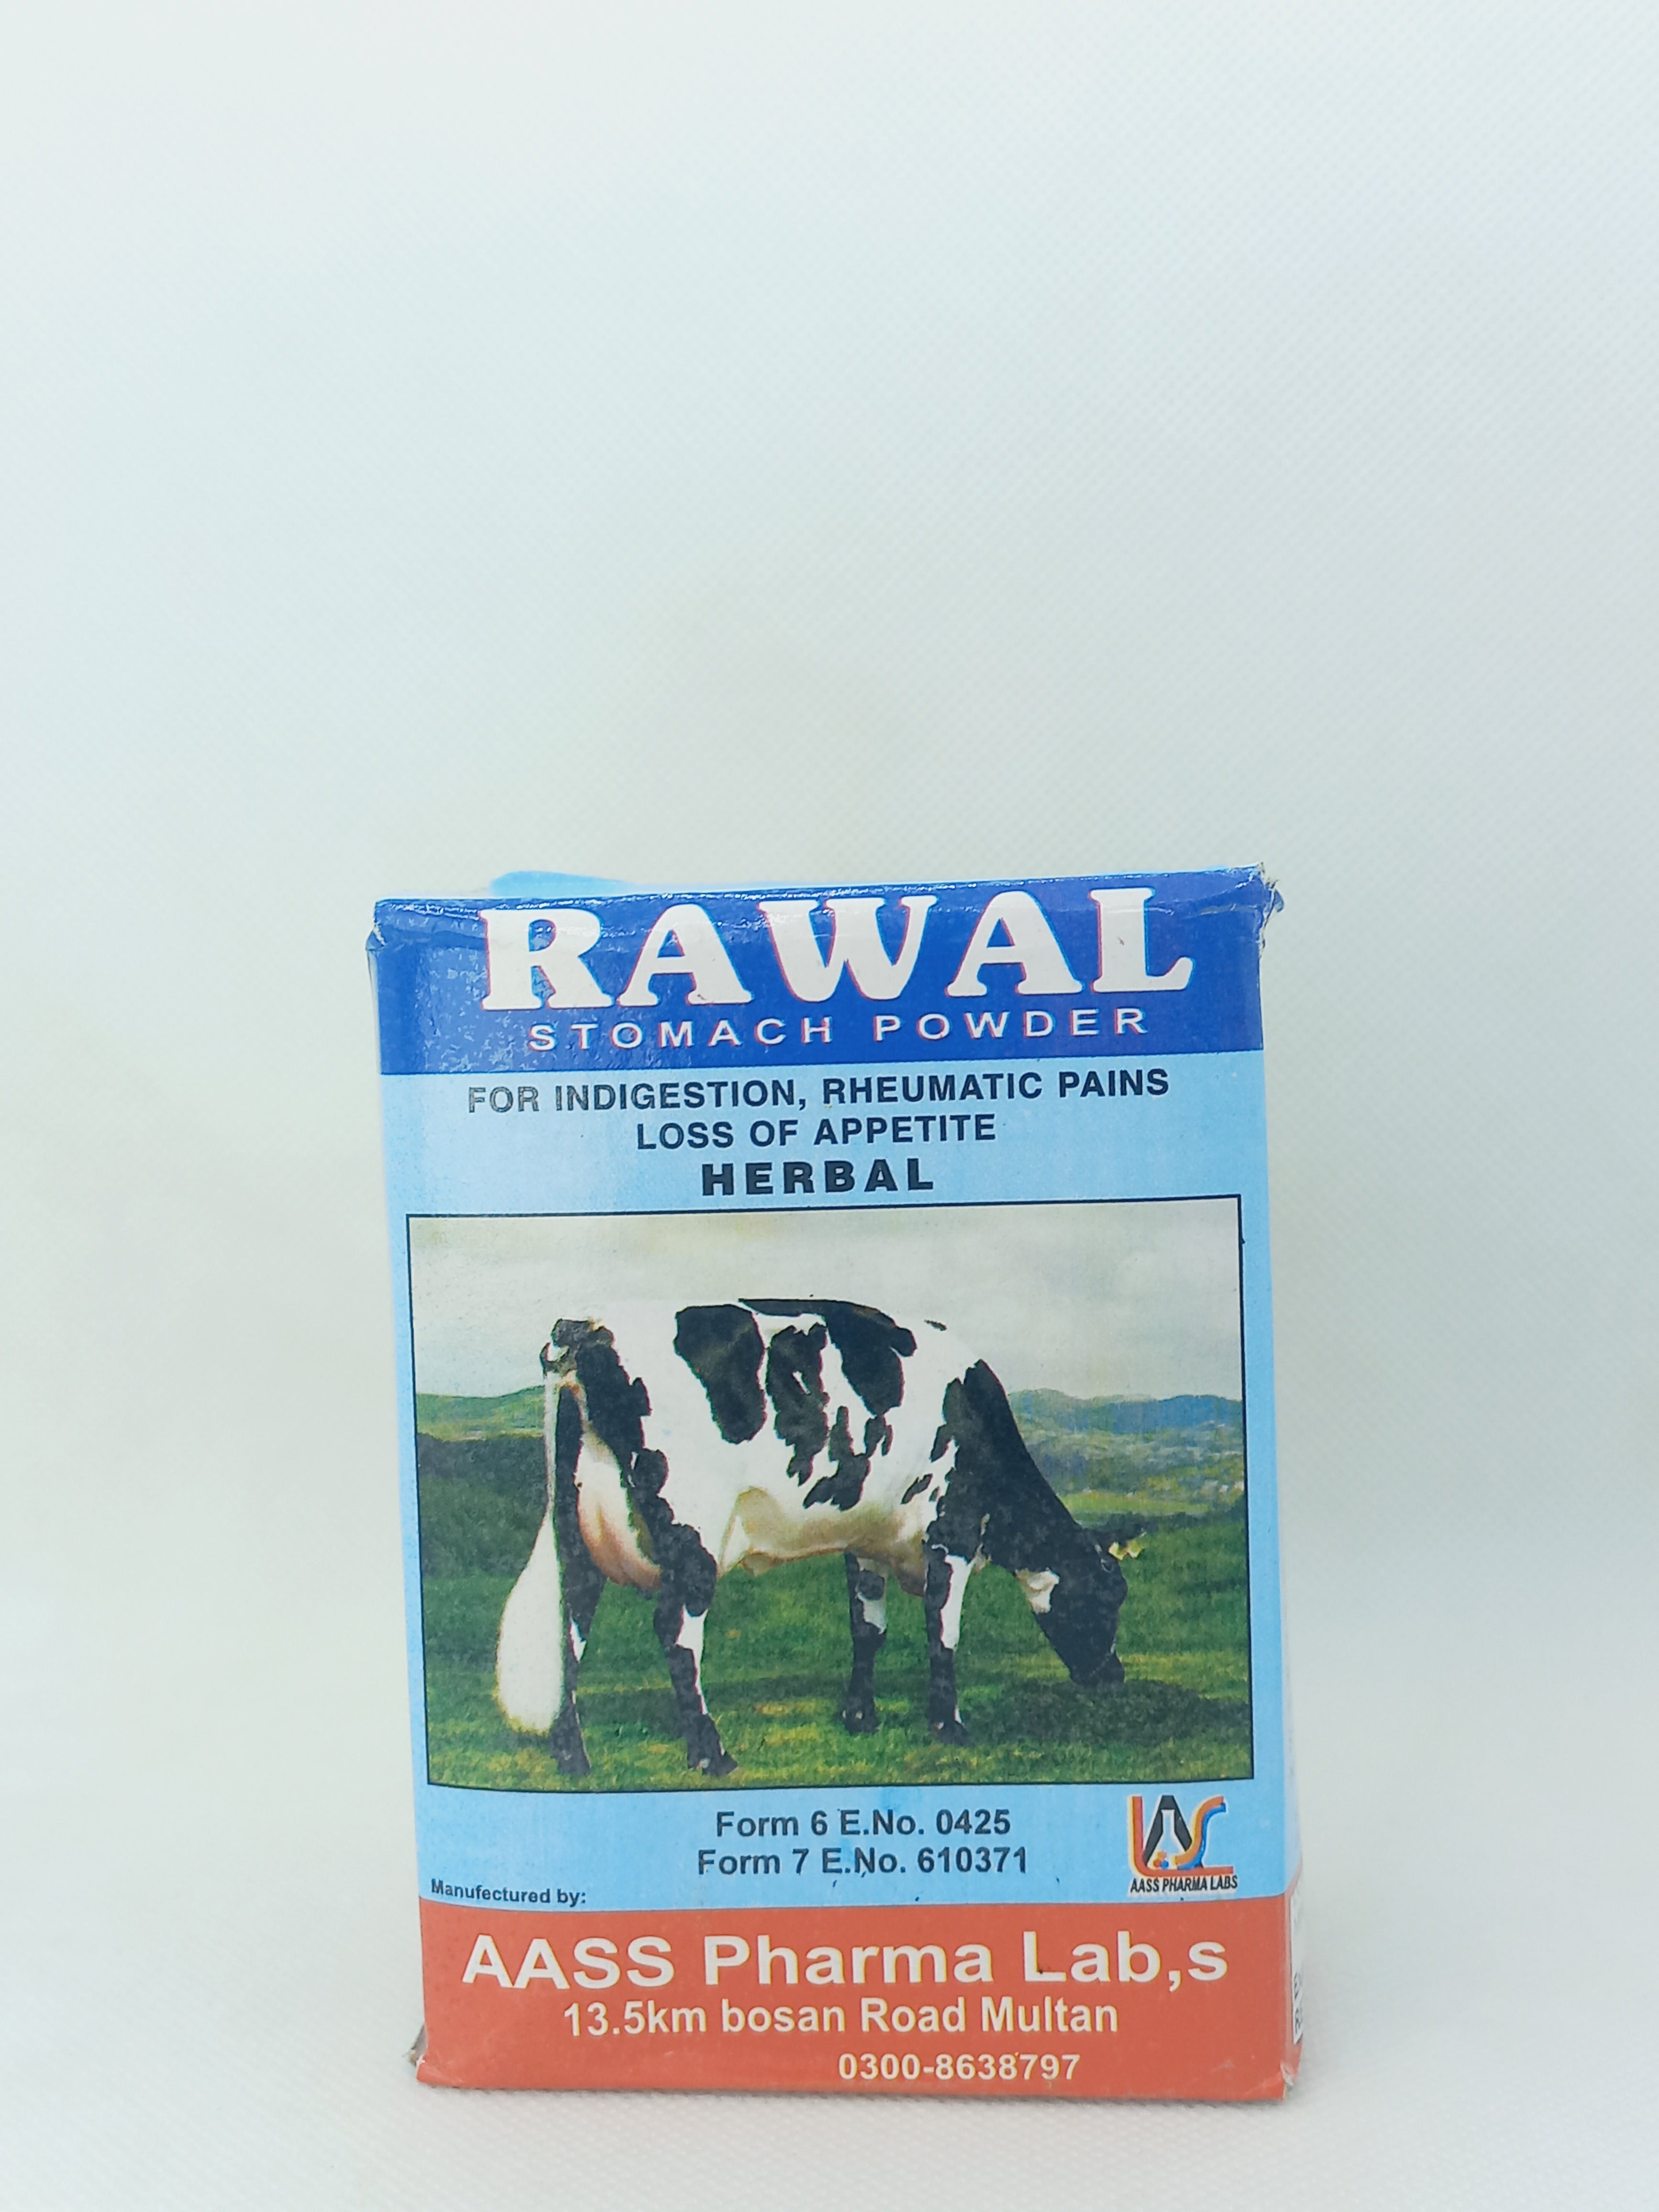 RAWAL
STOMACH POWDER
FOR INDIGESTION, RHEUMATIC PAINS
LOSS OF APPETITE
HERBAL
Form 6 E.No. 0425
Form 7 E.No. 610371
AASS PHARMA LABS
Manufectured by:
AASS Pharma Lab,s
13.5km bosan Road Multan
0300-8638797